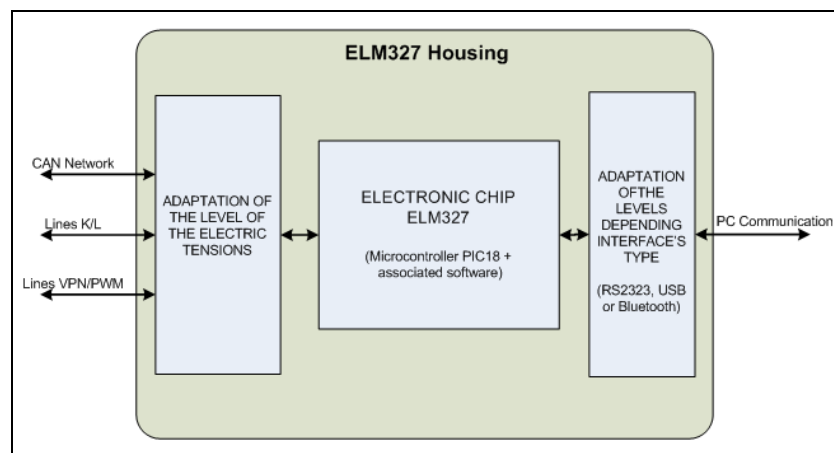 ELM327 Housing
CAN Network
Lines K/L
Lines VPN/PWM
ADAPTATION OF
THE LEVEL OF
THE ELECTRIC
TENSIONS
ELECTRONIC CHIP
ELM327
(Microcontroller PIC18 +
associated software)
ADAPTATION
OFTHE
LEVELS
DEPENDING
INTERFACE'S
TYPE
(RS2323, USB
or Bluetooth)
PC Communication